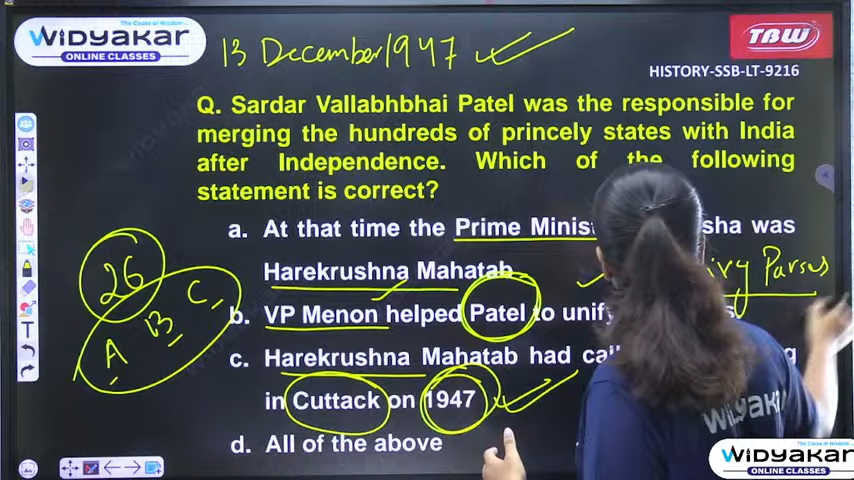 The Cause of Wisdom...
WIDYAKAR
ONLINE CLASSES
13 December 1947
TBW
HISTORY-SSB-LT-9216
Q. Sardar Vallabhbhai Patel was the responsible for
merging the hundreds of princely states with India
after Independence. Which of the following
statement is correct?
a. At that time the Prime Minist sha was
Harekrushna Mahatab
Parses
b. VP Menon helped Patel to unify
c. Harekrushna Mahatab had
in Cuttack on 1947
d. All of the above
26
A B C
WIDYAKAR
The Cause of Wisdom...
WIDYAKAR
ONLINE CLASSES